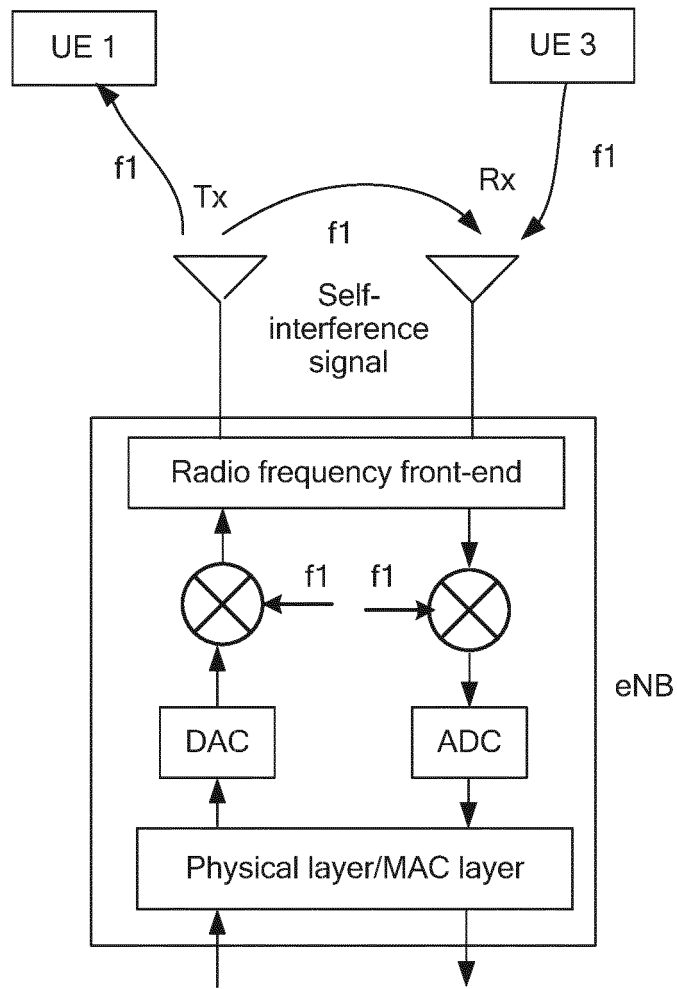 UE 1
UE 3
f1
f1
Tx
Rx
f1
Self-
interference
signal
Radio frequency front-end
f1
f1
eNB
DAC
ADC
Physical layer/MAC layer